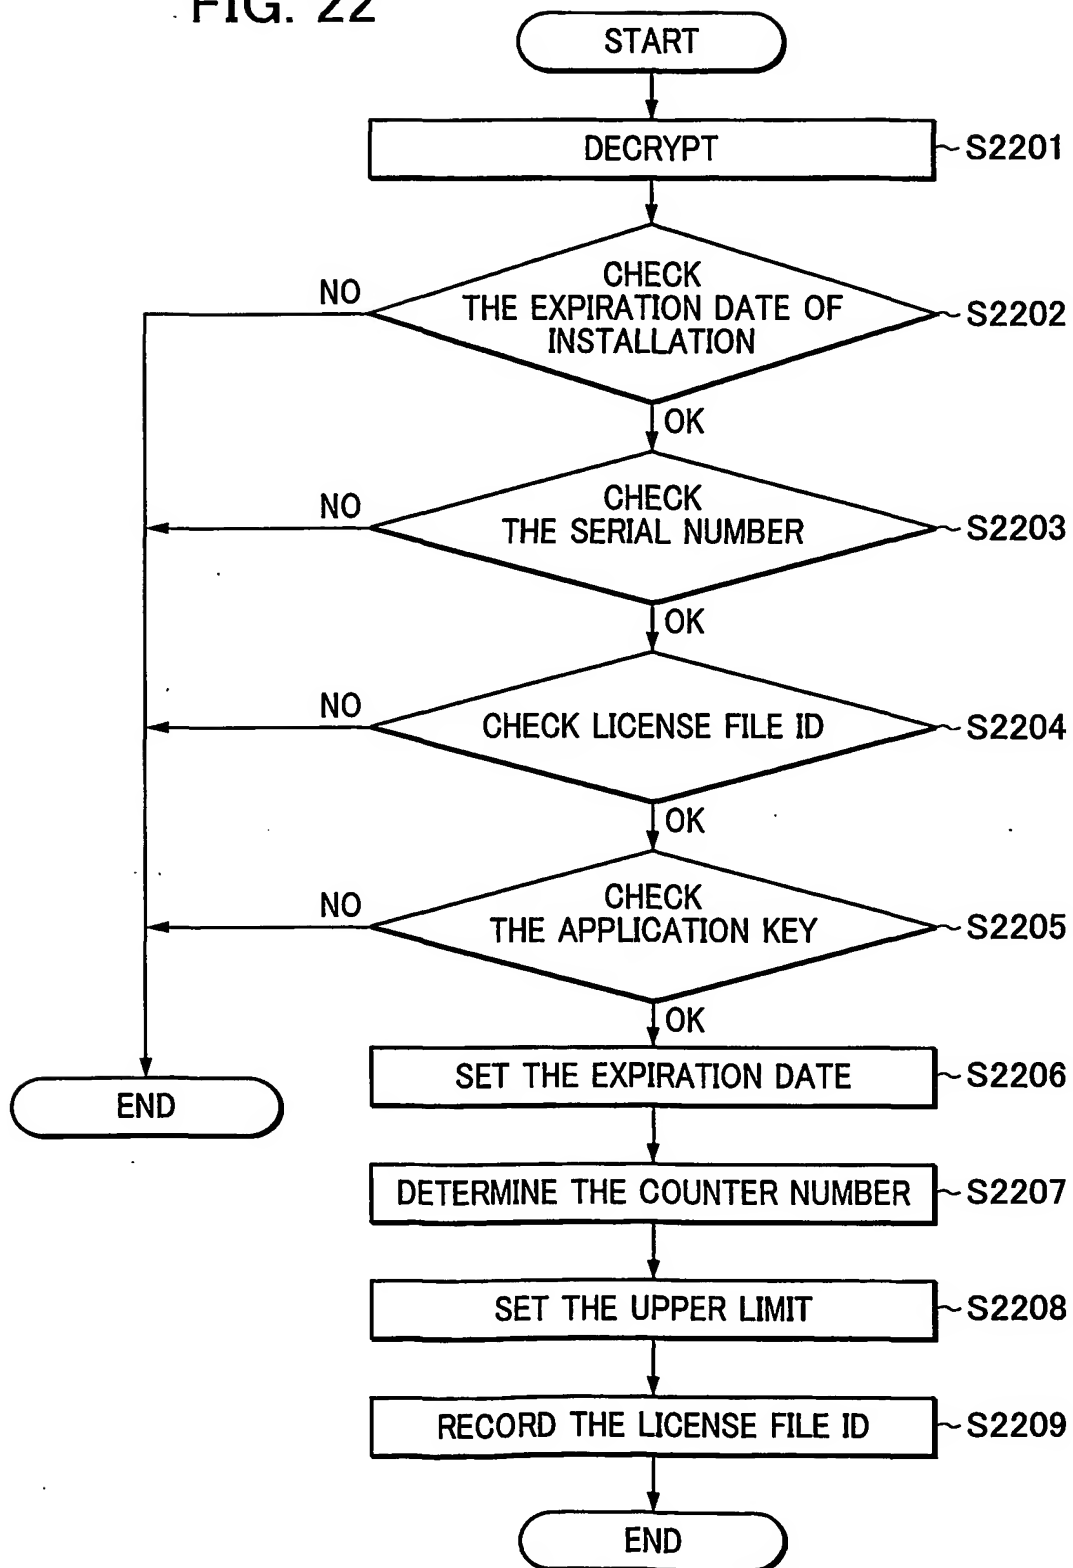 FIG. 22
START
DECRYPT
S2201
CHECK
THE EXPIRATION DATE OF
INSTALLATION
NO
S2202
OK
CHECK
THE SERIAL NUMBER
NO
S2203
OK
CHECK LICENSE FILE ID
NO
S2204
OK
CHECK
THE APPLICATION KEY
NO
S2205
OK
SET THE EXPIRATION DATE
S2206
END
DETERMINE THE COUNTER NUMBER
S2207
SET THE UPPER LIMIT
S2208
RECORD THE LICENSE FILE ID
S2209
END